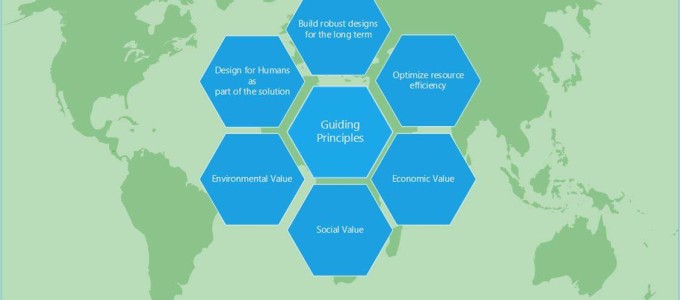 Build robust designs
for the long term
Design for Humans
as
part of the solution
Optimize resource
efficiency
Guiding
Principles
Environmental Value
Economic Value
Social Value